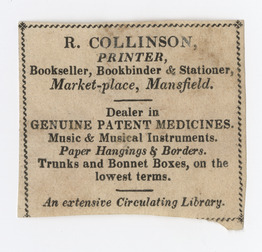 R. COLLINSON,
PRINTER,
Bookseller, Bookbinder & Stationer,
Market-place, Mansfield.
Dealer in
GENUINE PATENT MEDICINES.
Music & Musical Instruments.
Paper Hangings & Borders.
Trunks and Bonnet Boxes, on the
lowest terms.
An extensive Circulating Library.